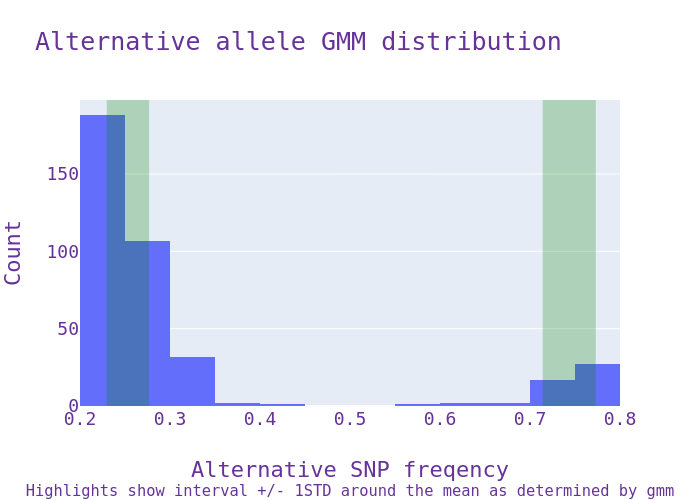 Alternative allele GMM distribution
Count
150
100
50
0
0.2 0.3 0.4 0.5 0.6 0.7 0.8
Alternative SNP freqency
Highlights show interval +/- 1STD around the mean as determined by gmm